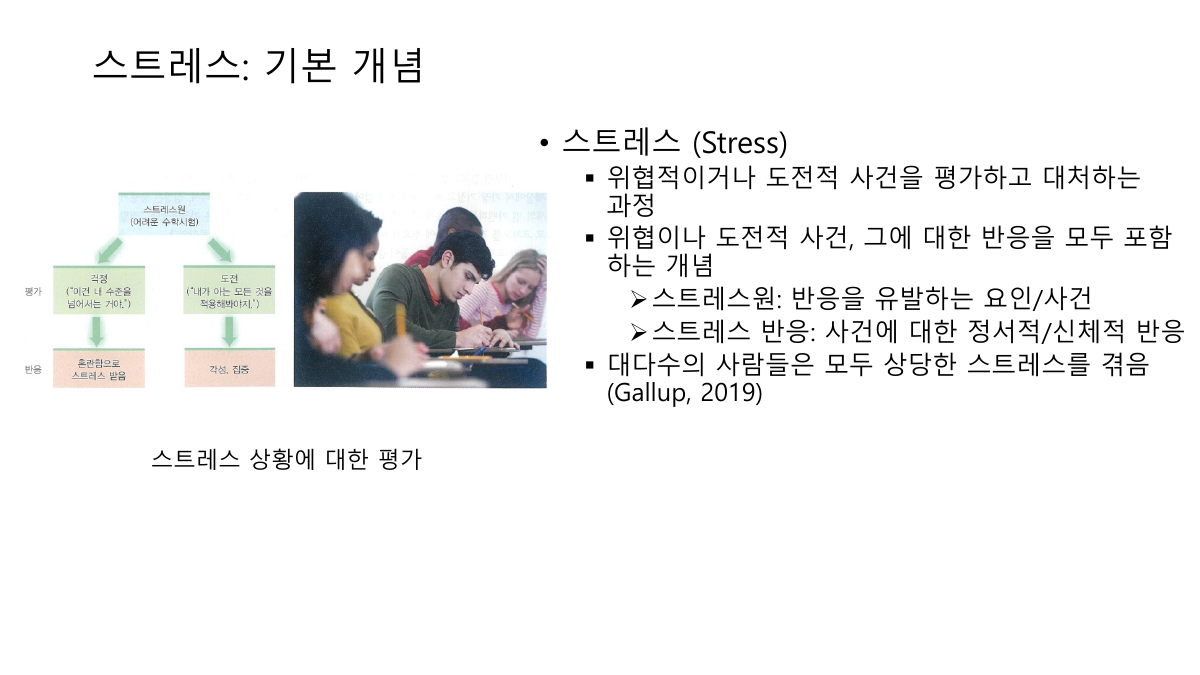 스트레스: 기본 개념
스트레스원
(어려운 수학시험)
평가
걱정
("이건 내 수준을
넘어서는 거야.")
도전
("내가 아는 모든 것을
적용해봐야지.")
반응
혼란함으로
스트레스 받음
각성, 집중
스트레스 상황에 대한 평가
• 스트레스 (Stress)
▪ 위협적이거나 도전적 사건을 평가하고 대처하는
과정
▪ 위협이나 도전적 사건, 그에 대한 반응을 모두 포함
하는 개념
➢ 스트레스원: 반응을 유발하는 요인/사건
➢ 스트레스 반응: 사건에 대한 정서적/신체적 반응
▪ 대다수의 사람들은 모두 상당한 스트레스를 겪음
(Gallup, 2019)